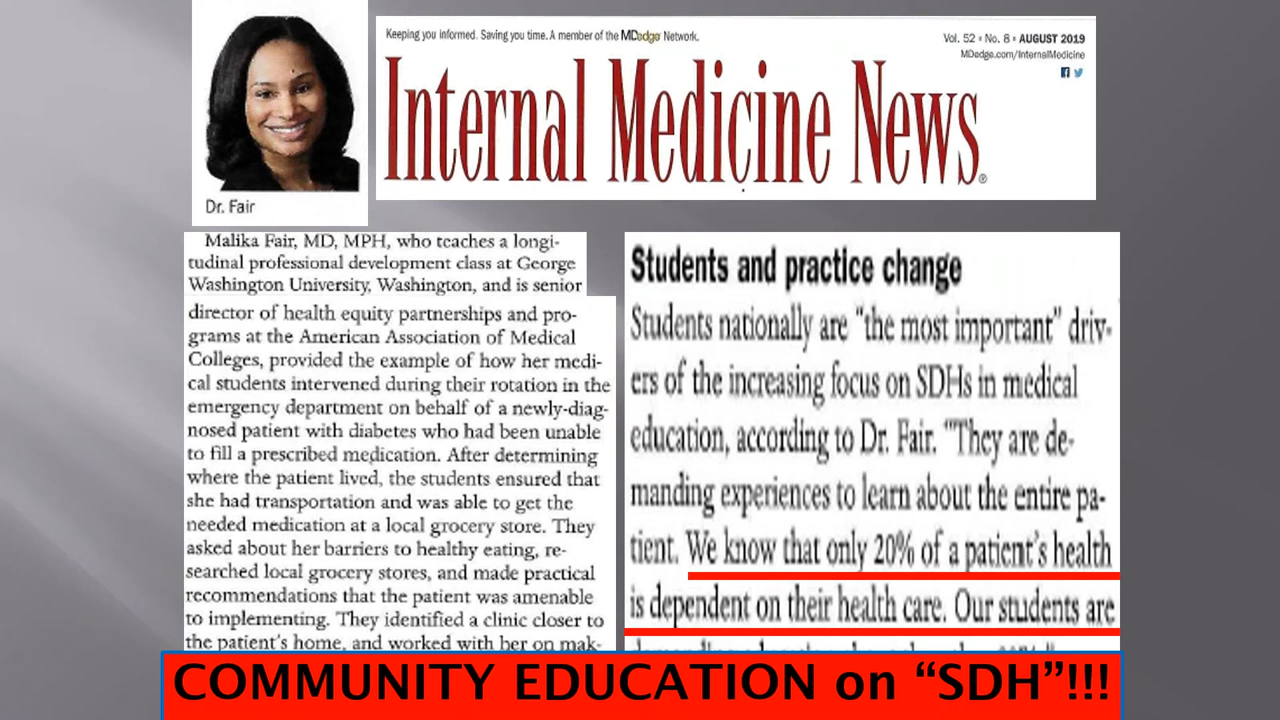 Keeping you informed. Saving you time. A member of the MDedge Network.
Vol. 52 • No. 8 • AUGUST 2019
MDedge.com/InternalMedicine
Internal Medicine News®
Dr. Fair
Malika Fair, MD, MPH, who teaches a longi-
tudinal professional development class at George
Washington University, Washington, and is senior
director of health equity partnerships and pro-
grams at the American Association of Medical
Colleges, provided the example of how her medi-
cal students intervened during their rotation in the
emergency department on behalf of a newly-diag-
nosed patient with diabetes who had been unable
to fill a prescribed medication. After determining
where the patient lived, the students ensured that
she had transportation and was able to get the
needed medication at a local grocery store. They
asked about her barriers to healthy eating, re-
searched local grocery stores, and made practical
recommendations that the patient was amenable
to implementing. They identified a clinic closer to
the patient's home, and worked with her on mak-
Students and practice change
Students nationally are "the most important" driv-
ers of the increasing focus on SDHs in medical
education, according to Dr. Fair. "They are de-
manding experiences to learn about the entire pa-
tient. We know that only 20% of a patient's health
is dependent on their health care. Our students are
COMMUNITY EDUCATION on “SDH”!!!